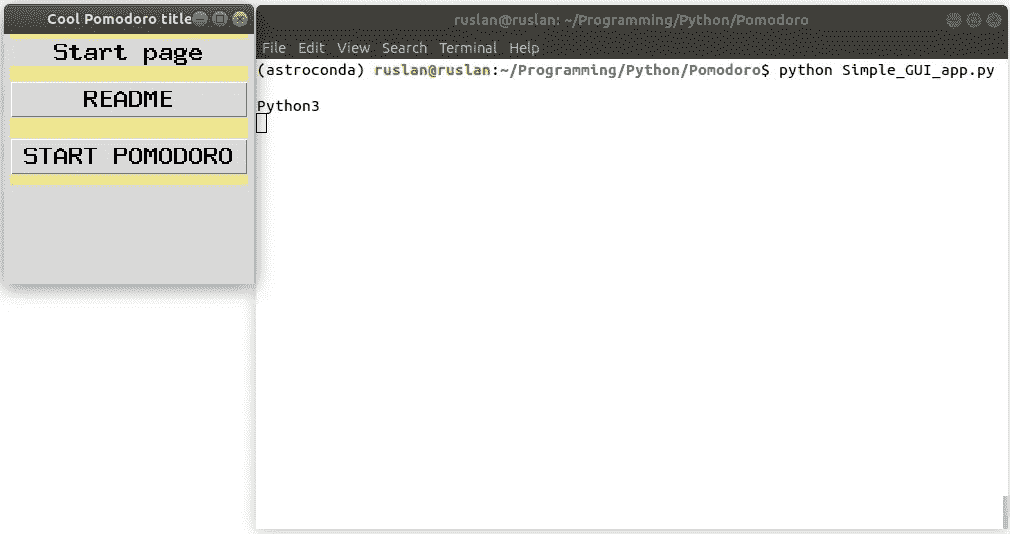 Cool Pomodoro title
Start page
README
START POMODORO
ruslan@ruslan: ~/Programming/Python/Pomodoro
File Edit View Search Terminal Help
(astroconda) ruslan@ruslan:~/Programming/Python/Pomodoro$ python Simple_GUI_app.py
Python3